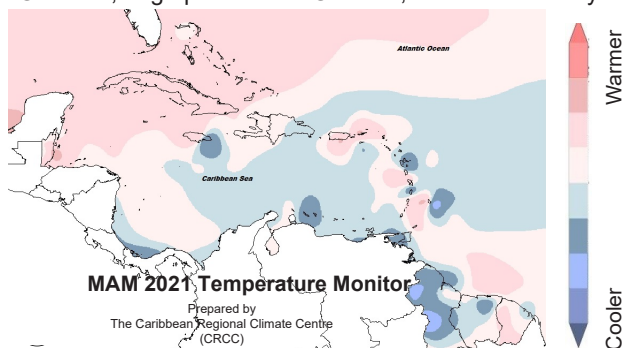 Atlantic Ocean
Warmer
Caribbean Sea
MAM 2021 Temperature Monitor
Prepared by
The Caribbean Regional Climate Centre
(CRCC)
Cooler